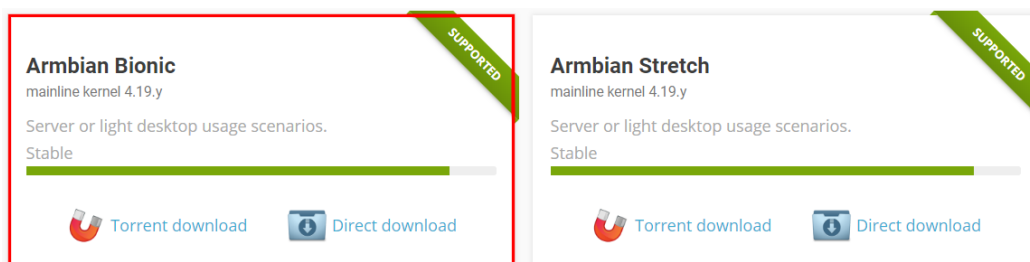 SUPPORTED
Armbian Bionic
mainline kernel 4.19.y
Server or light desktop usage scenarios.
Stable
Torrent download
Direct download
SUPPORTED
Armbian Stretch
mainline kernel 4.19.y
Server or light desktop usage scenarios.
Stable
Torrent download
Direct download